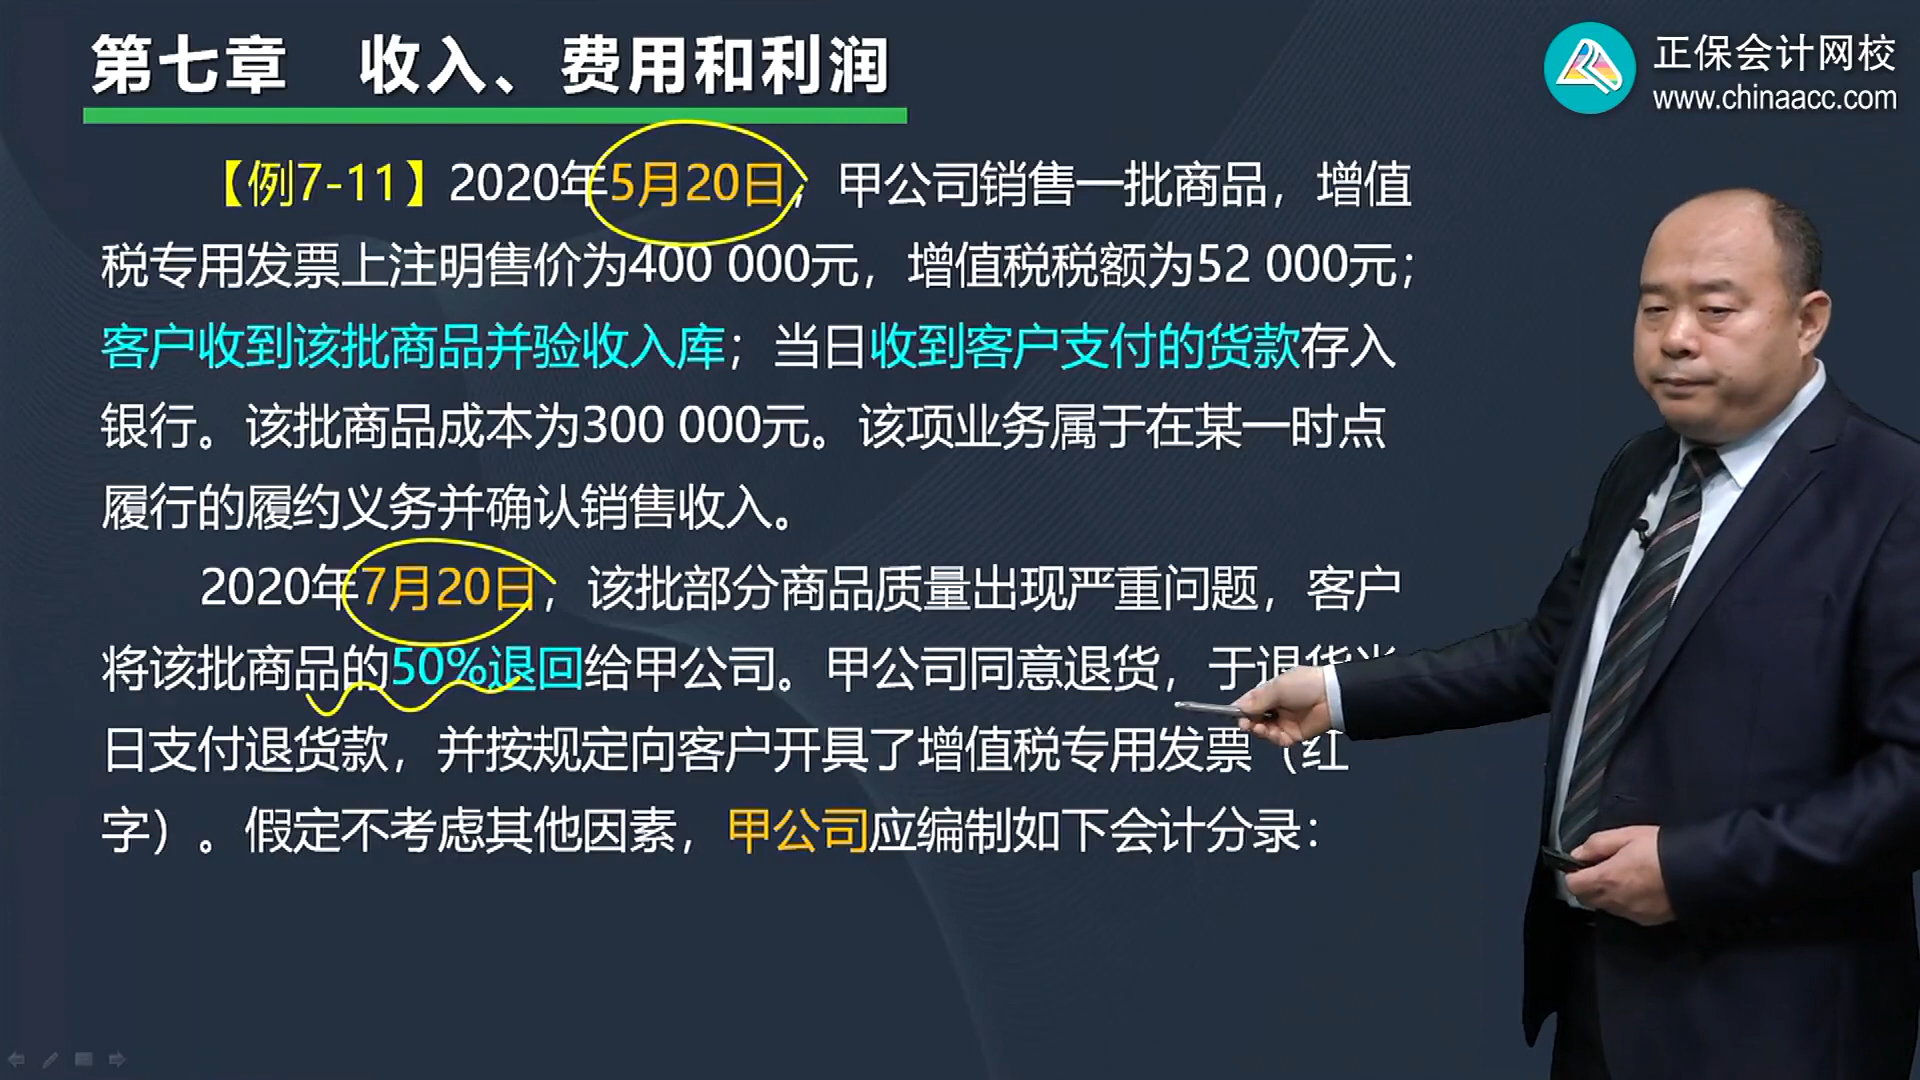 第七章 收入、费用和利润
正保会计网校
www.chinaacc.com
【例7-11】2020年5月20日，甲公司销售一批商品，增值
税专用发票上注明售价为400 000元，增值税税额为52 000元；
客户收到该批商品并验收入库；当日收到客户支付的货款存入
银行。该批商品成本为300 000元。该项业务属于在某一时点
履行的履约义务并确认销售收入。
2020年7月20日，该批部分商品质量出现严重问题，客户
将该批商品的50%退回给甲公司。甲公司同意退货，于退货当
日支付退货款，并按规定向客户开具了增值税专用发票（红
字）。假定不考虑其他因素，甲公司应编制如下会计分录：